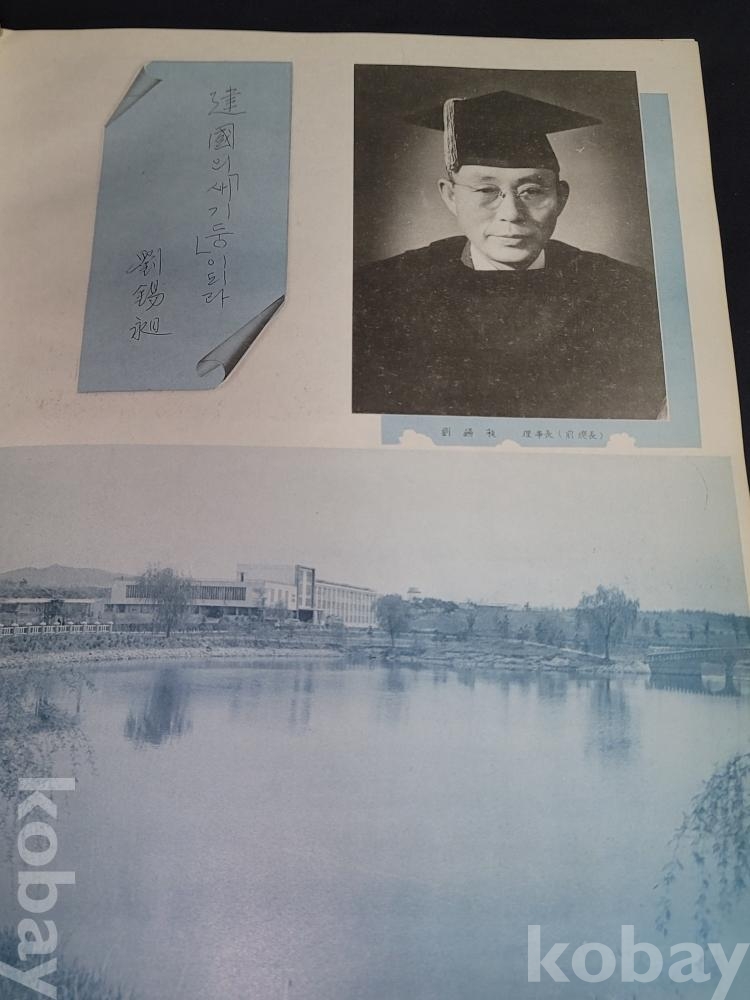 建國의 새 기둥이 되라
劉錫昶
劉錫昶 理事長(前總長)
kobay
kobay